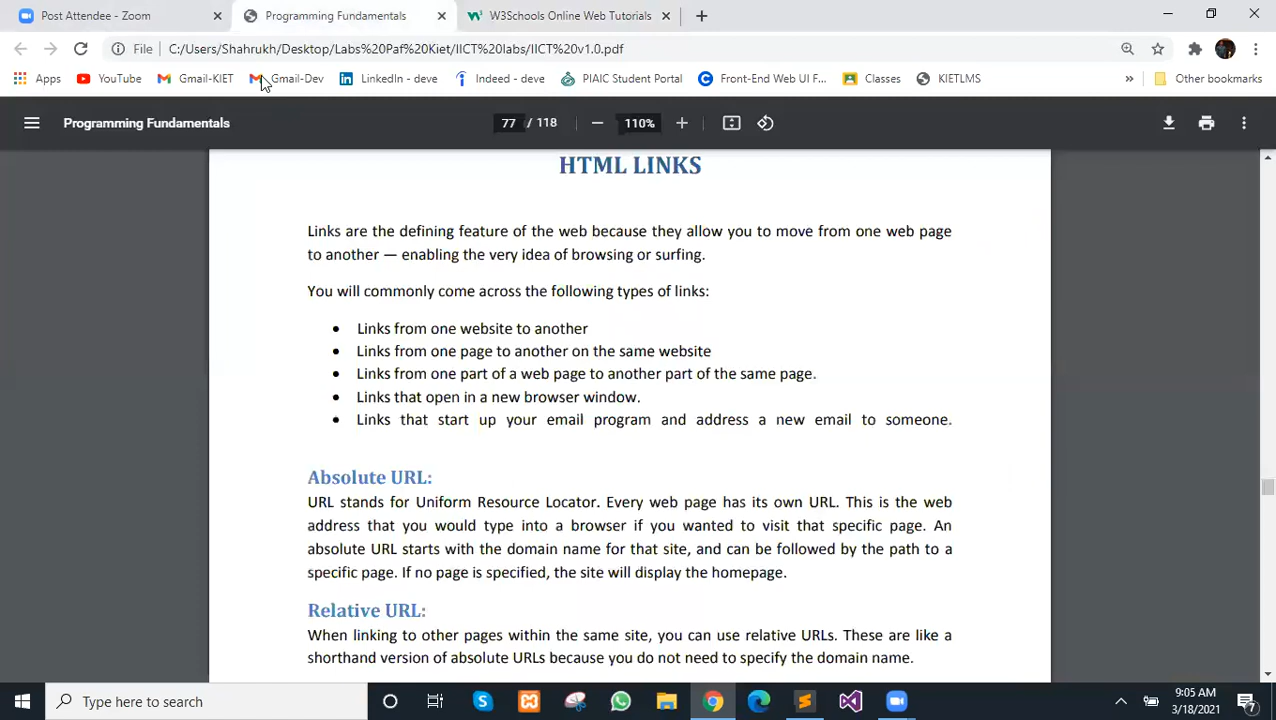 Post Attendee - Zoom
Programming Fundamentals
W3Schools Online Web Tutorials
File
C:/Users/Shahrukh/Desktop/Labs%20Paf%20Kiet/IICT%20labs/IICT%20v1.0.pdf
Apps
YouTube
Gmail-KIET
Gmail-Dev
LinkedIn - deve
Indeed - deve
PIAIC Student Portal
Front-End Web UI F...
Classes
KIETLMS
»
Other bookmarks
Programming Fundamentals
77 / 118
110%
HTML LINKS
Links are the defining feature of the web because they allow you to move from one web page
to another — enabling the very idea of browsing or surfing.
You will commonly come across the following types of links:
• Links from one website to another
• Links from one page to another on the same website
• Links from one part of a web page to another part of the same page.
• Links that open in a new browser window.
• Links that start up your email program and address a new email to someone.
Absolute URL:
URL stands for Uniform Resource Locator. Every web page has its own URL. This is the web
address that you would type into a browser if you wanted to visit that specific page. An
absolute URL starts with the domain name for that site, and can be followed by the path to a
specific page. If no page is specified, the site will display the homepage.
Relative URL:
When linking to other pages within the same site, you can use relative URLs. These are like a
shorthand version of absolute URLs because you do not need to specify the domain name.
Type here to search
9:05 AM
3/18/2021
7